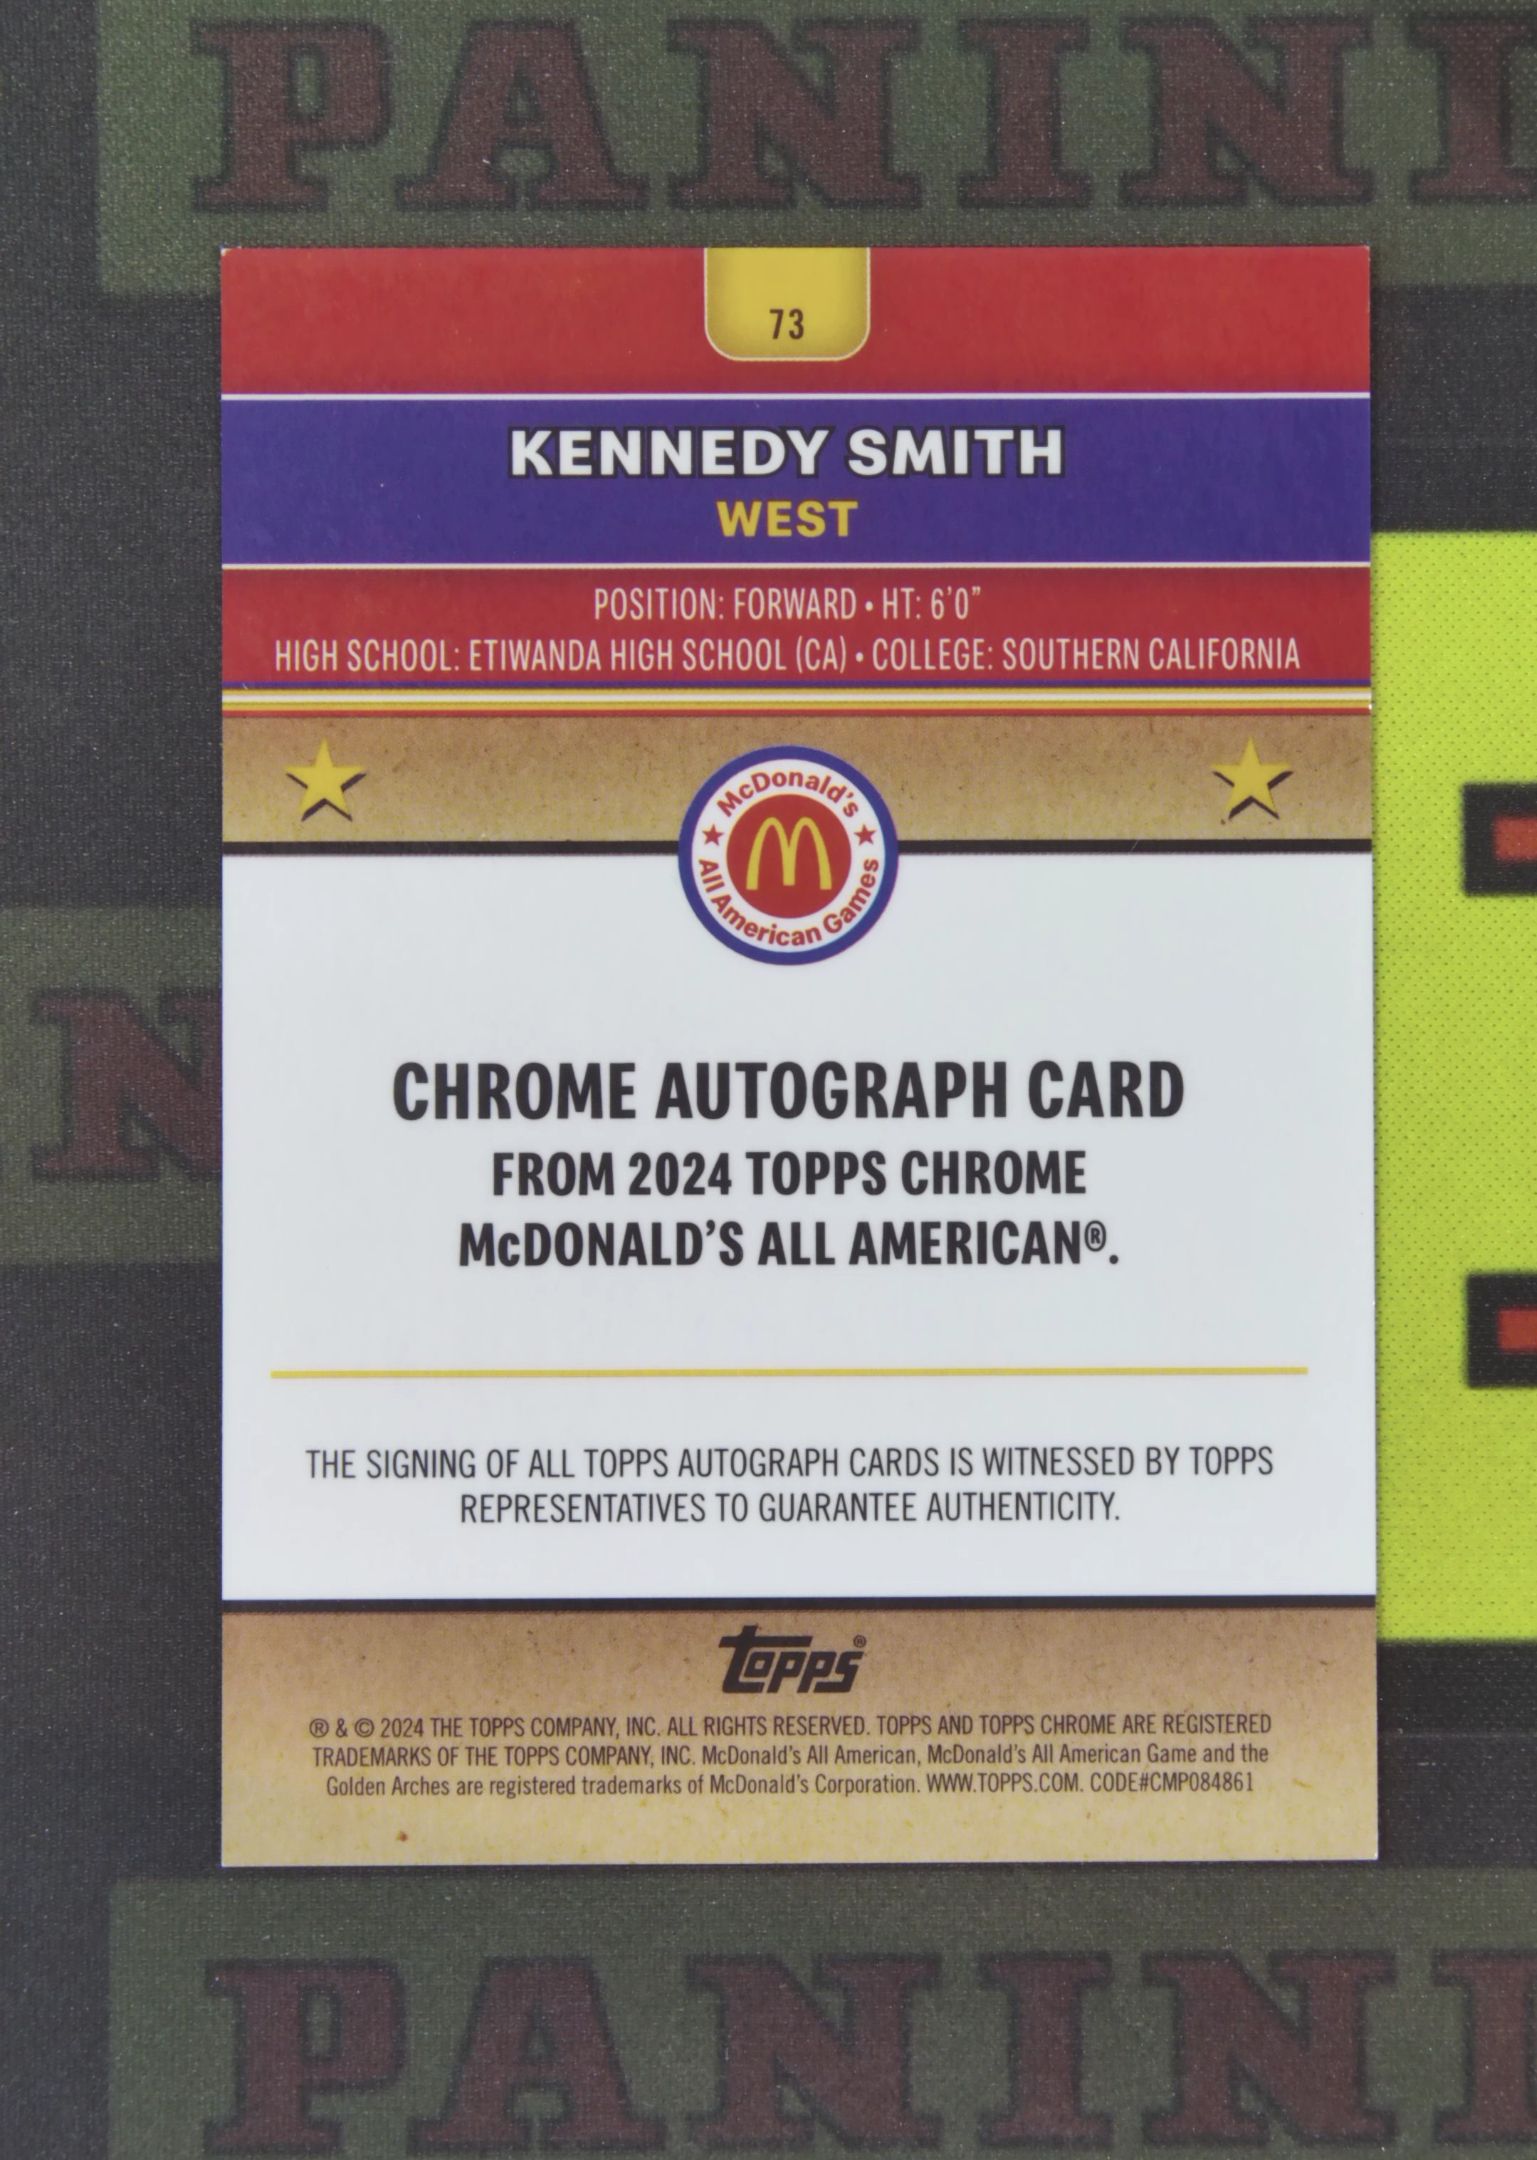 PANINI
73
KENNEDY SMITH
WEST
POSITION: FORWARD • HT: 6'0"
HIGH SCHOOL: ETIWANDA HIGH SCHOOL (CA) • COLLEGE: SOUTHERN CALIFORNIA
McDonald's
All American Games
CHROME AUTOGRAPH CARD
FROM 2024 TOPPS CHROME
McDONALD'S ALL AMERICAN®.
THE SIGNING OF ALL TOPPS AUTOGRAPH CARDS IS WITNESSED BY TOPPS
REPRESENTATIVES TO GUARANTEE AUTHENTICITY.
Topps®
® & © 2024 THE TOPPS COMPANY, INC. ALL RIGHTS RESERVED. TOPPS AND TOPPS CHROME ARE REGISTERED
TRADEMARKS OF THE TOPPS COMPANY, INC. McDonald's All American, McDonald's All American Game and the
Golden Arches are registered trademarks of McDonald's Corporation. WWW.TOPPS.COM. CODE#CMP084861
PANINI